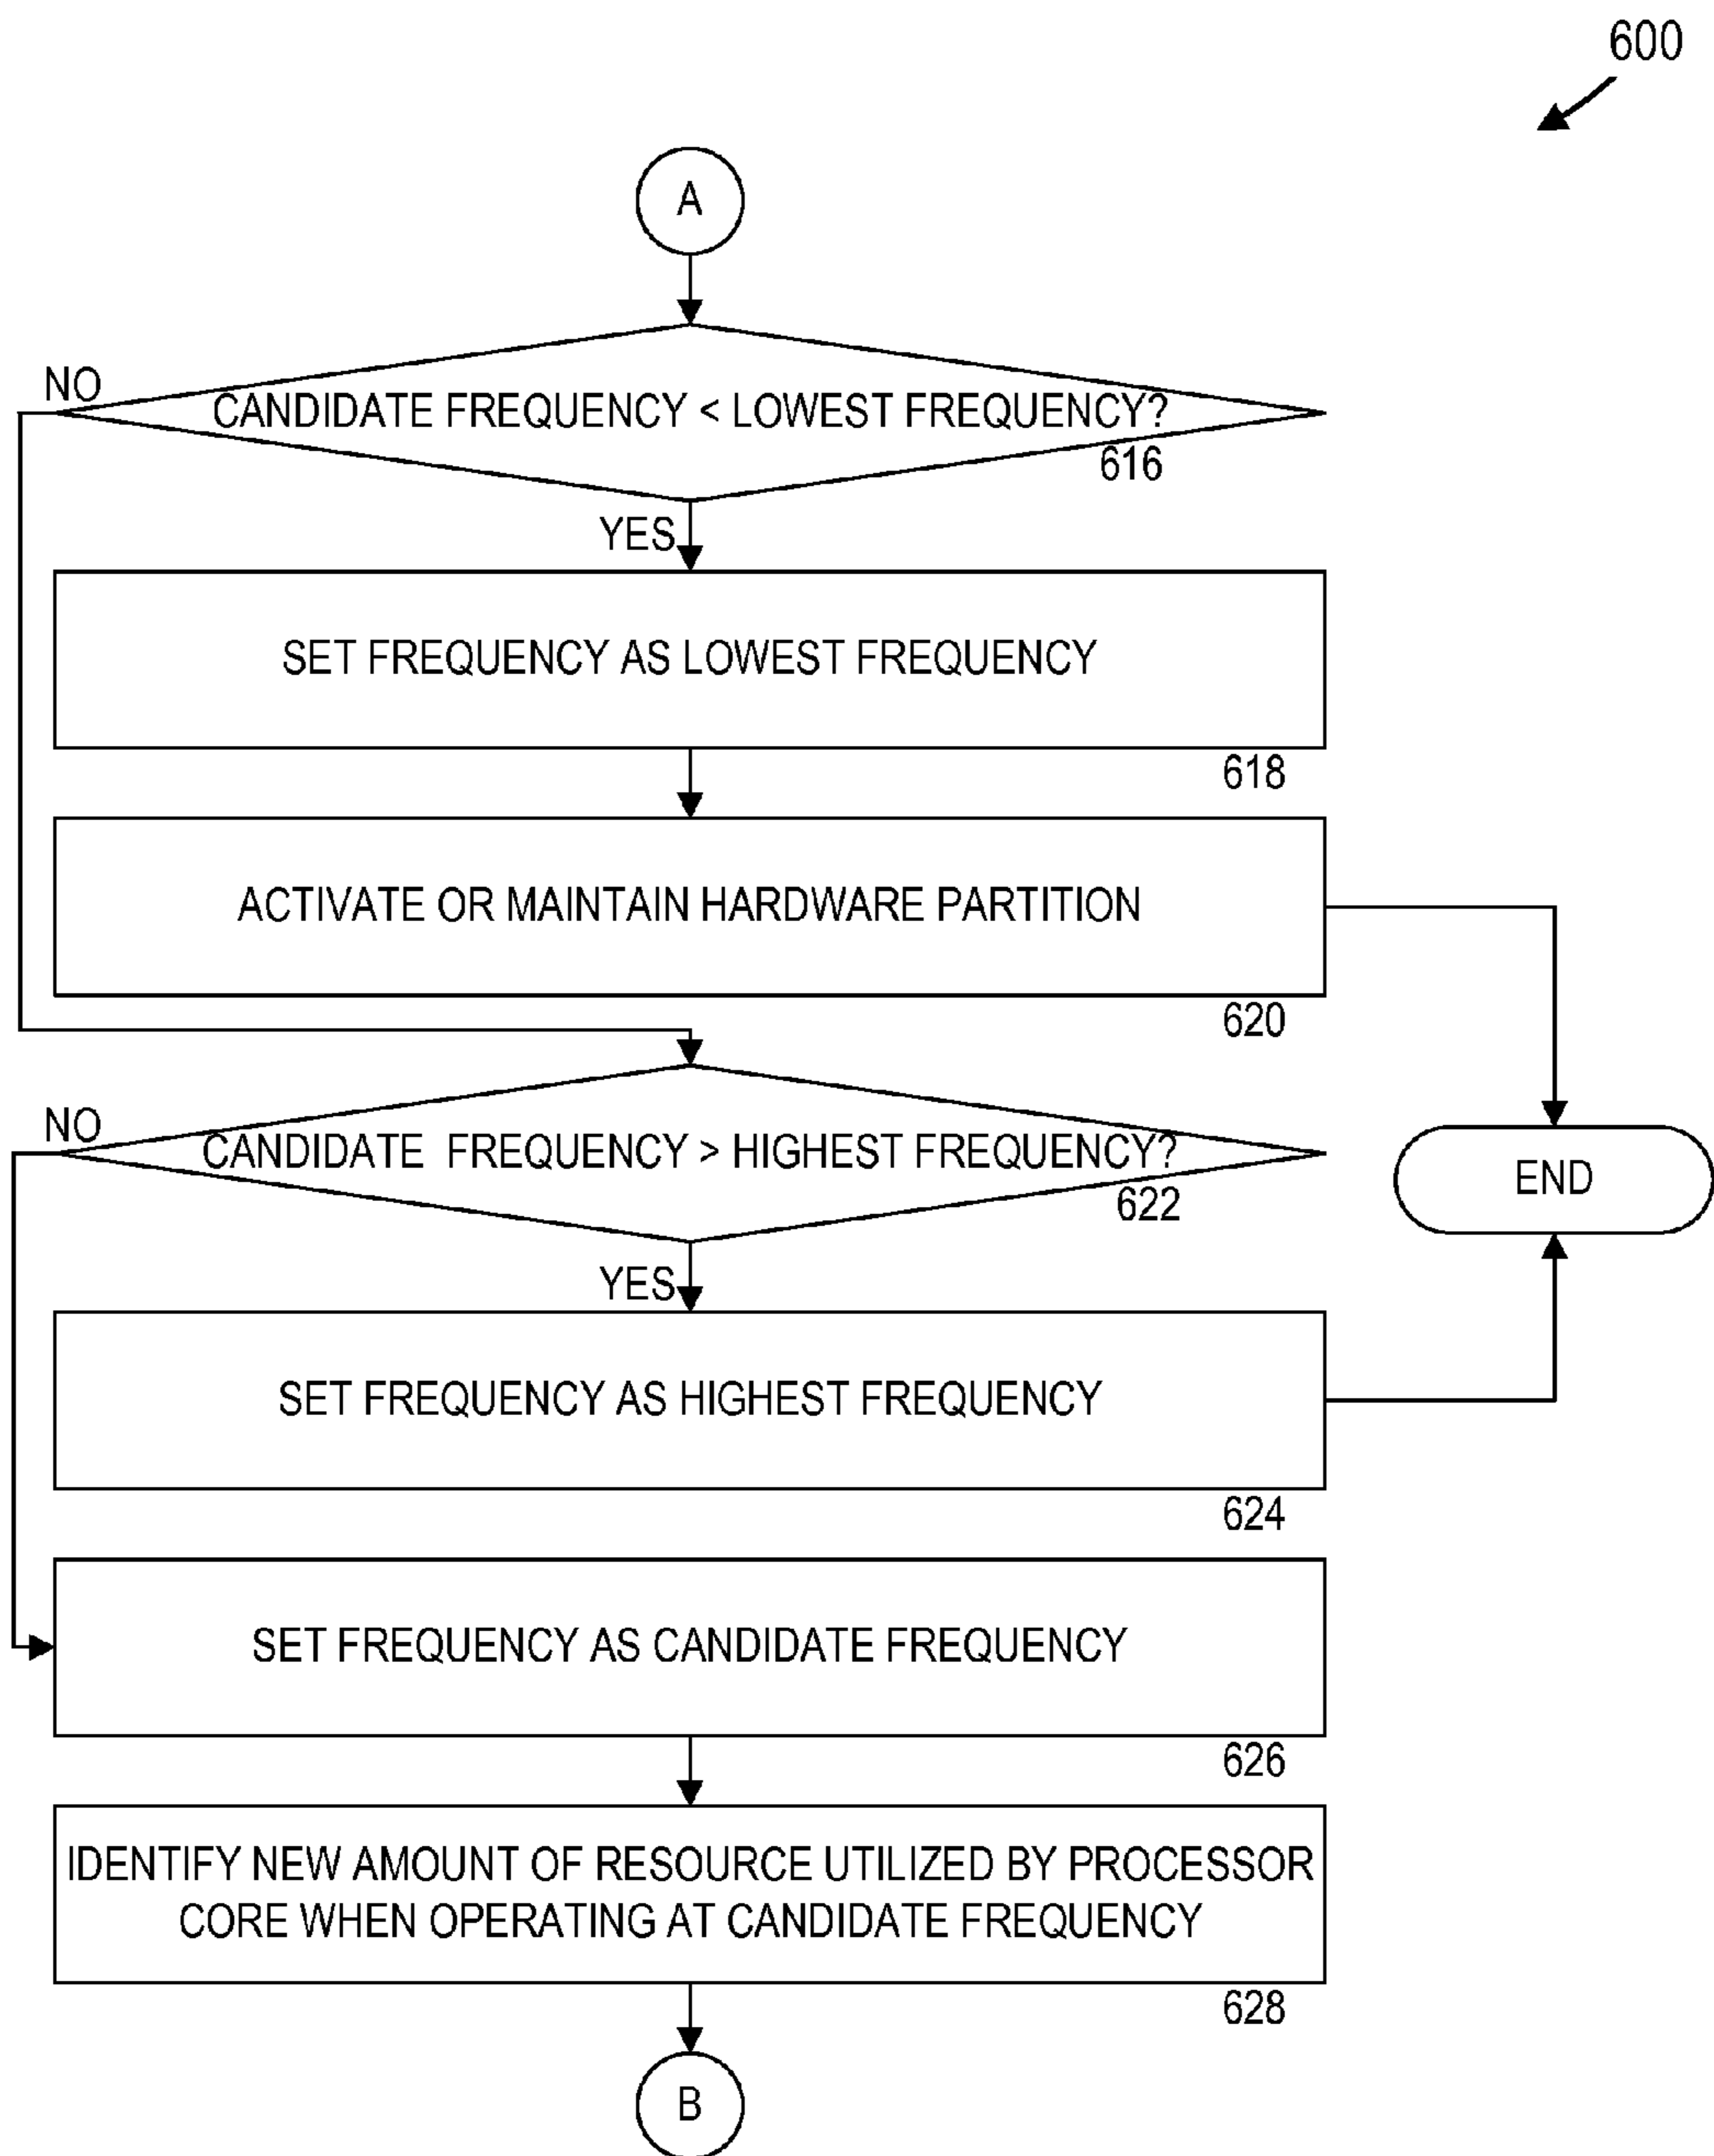 600
A
NO
CANDIDATE FREQUENCY < LOWEST FREQUENCY?
616
YES
SET FREQUENCY AS LOWEST FREQUENCY
618
ACTIVATE OR MAINTAIN HARDWARE PARTITION
620
NO
CANDIDATE FREQUENCY > HIGHEST FREQUENCY?
622
END
YES
SET FREQUENCY AS HIGHEST FREQUENCY
624
SET FREQUENCY AS CANDIDATE FREQUENCY
626
IDENTIFY NEW AMOUNT OF RESOURCE UTILIZED BY PROCESSOR
CORE WHEN OPERATING AT CANDIDATE FREQUENCY
628
B